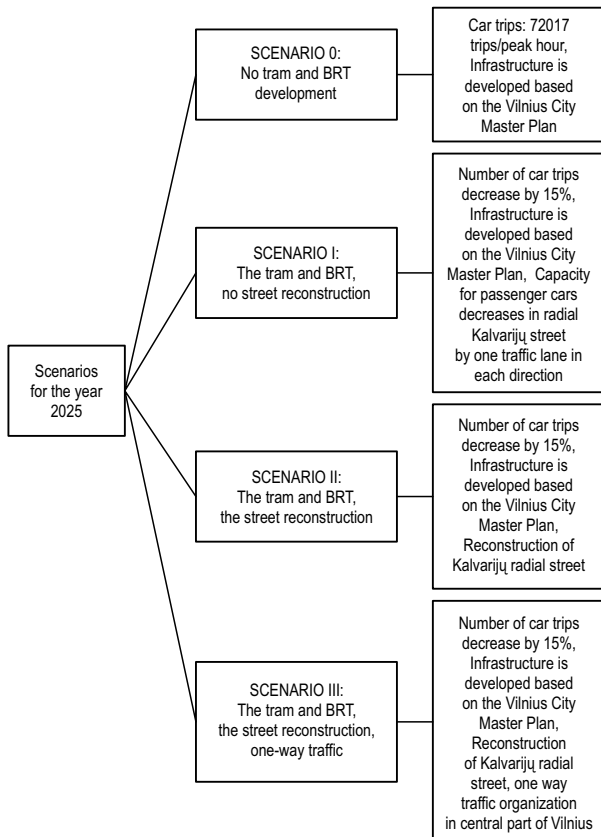 Scenarios
for the year
2025
SCENARIO 0:
No tram and BRT
development
Car trips: 72017
trips/peak hour,
Infrastructure is
developed based
on the Vilnius City
Master Plan
SCENARIO I:
The tram and BRT,
no street reconstruction
Number of car trips
decrease by 15%,
Infrastructure is
developed based
on the Vilnius City
Master Plan, Capacity
for passenger cars
decreases in radial
Kalvarijų street
by one traffic lane in
each direction
SCENARIO II:
The tram and BRT,
the street reconstruction
Number of car trips
decrease by 15%,
Infrastructure is
developed based
on the Vilnius City
Master Plan,
Reconstruction of
Kalvarijų radial street
SCENARIO III:
The tram and BRT,
the street reconstruction,
one-way traffic
Number of car trips
decrease by 15%,
Infrastructure is
developed based
on the Vilnius City
Master Plan,
Reconstruction
of Kalvarijų radial
street, one way
traffic organization
in central part of Vilnius